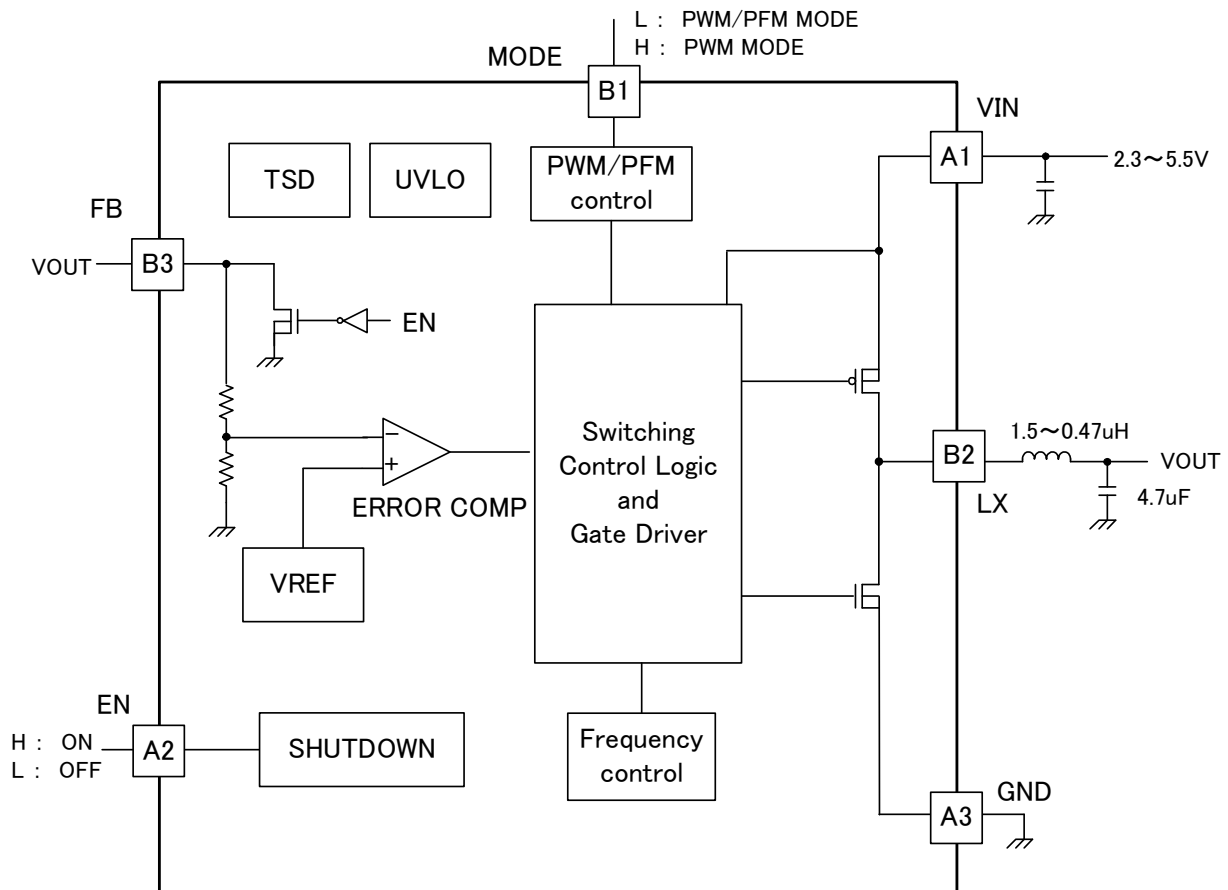 L : PWM/PFM MODE
H : PWM MODE
MODE
B1
VIN
A1
2.3～5.5V
TSD
UVLO
PWM/PFM
control
FB
VOUT
B3
EN
Switching
Control Logic
and
Gate Driver
ERROR COMP
−
+
VREF
1.5～0.47uH
B2
VOUT
LX
4.7uF
EN
H : ON
L : OFF
A2
SHUTDOWN
Frequency
control
GND
A3